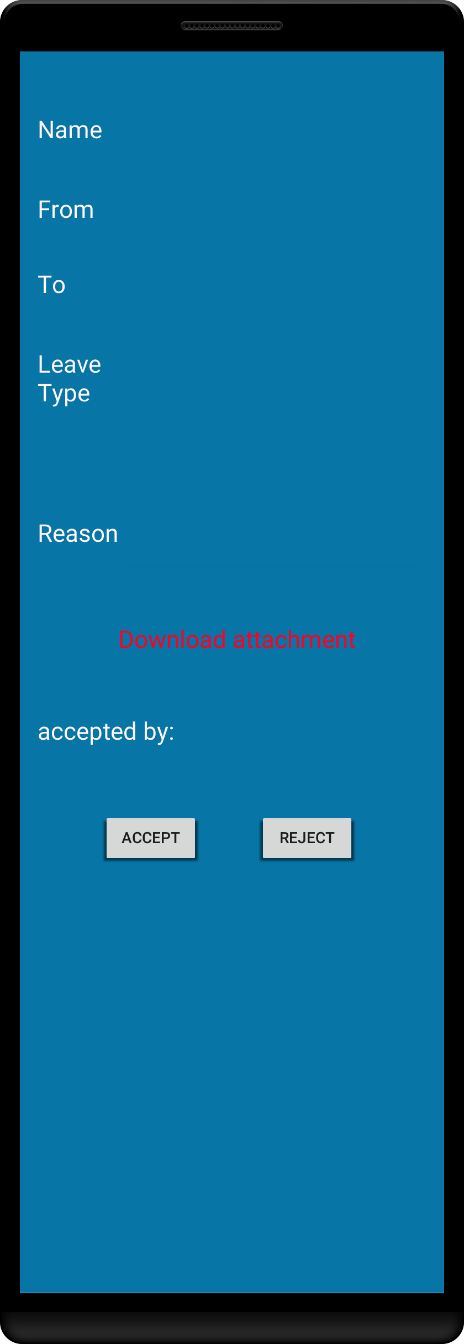 Name
From
To
Leave
Type
Reason
Download attachment
accepted by:
ACCEPT REJECT